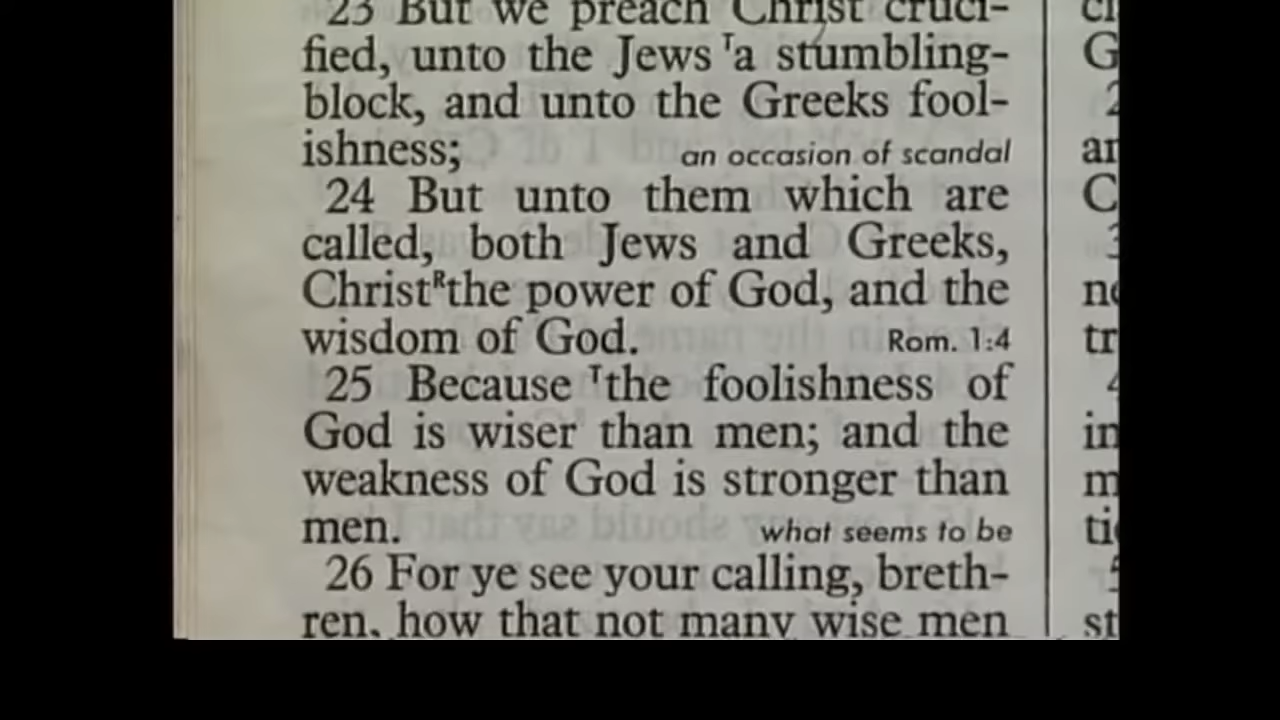 23 But we preach Christ cruci-
fied, unto the Jews ᵀa stumbling-
block, and unto the Greeks fool-
ishness; an occasion of scandal
24 But unto them which are
called, both Jews and Greeks,
Christᴿthe power of God, and the
wisdom of God. Rom. 1:4
25 Because ᵀthe foolishness of
God is wiser than men; and the
weakness of God is stronger than
men. what seems to be
26 For ye see your calling, breth-
ren, how that not many wise men